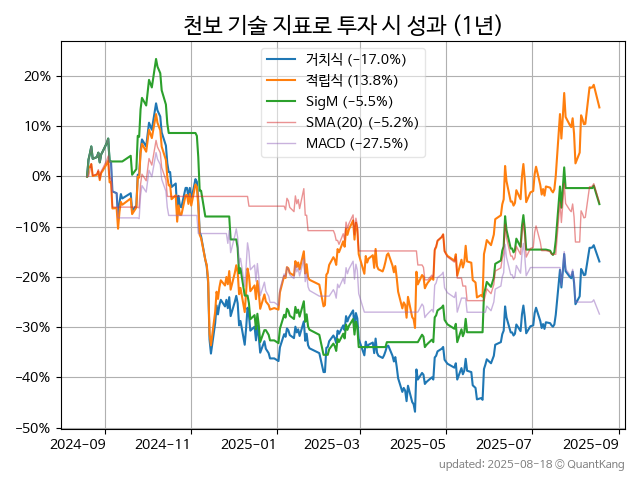 천보 기술 지표로 투자 시 성과 (1년)
거치식 (−17.0%)
적립식 (13.8%)
SigM (−5.5%)
SMA(20) (−5.2%)
MACD (−27.5%)
20%
10%
0%
−10%
−20%
−30%
−40%
−50%
2024-09 2024-11 2025-01 2025-03 2025-05 2025-07 2025-09
updated: 2025-08-18 © QuantKang